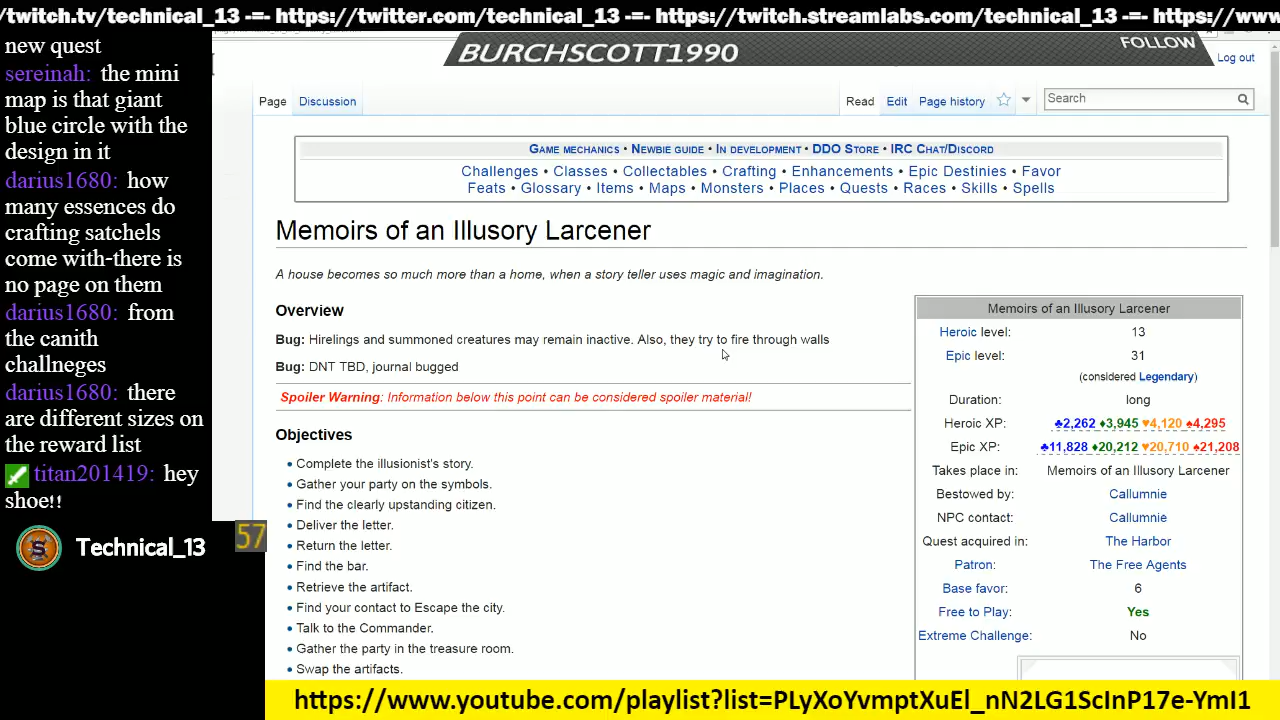 /twitch.tv/technical_13 -=- https://twitter.com/technical_13 -=- https://twitch.streamlabs.com/technical_13 -=- https://www
new quest
sereinah: the mini
map is that giant
blue circle with the
design in it
darius1680: how
many essences do
crafting satchels
come with-there is
no page on them
darius1680: from
the canith
challneges
darius1680: there
are different sizes on
the reward list
titan201419: hey
shoe!!
Technical_13
57
BURCHSCOTT1990
FOLLOW
Log out
Page Discussion
Read Edit Page history
Search
Game mechanics • Newbie guide • In development • DDO Store • IRC Chat/Discord
Challenges • Classes • Collectables • Crafting • Enhancements • Epic Destinies • Favor
Feats • Glossary • Items • Maps • Monsters • Places • Quests • Races • Skills • Spells
Memoirs of an Illusory Larcener
A house becomes so much more than a home, when a story teller uses magic and imagination.
Overview
Bug: Hirelings and summoned creatures may remain inactive. Also, they try to fire through walls
Bug: DNT TBD, journal bugged
Spoiler Warning: Information below this point can be considered spoiler material!
Objectives
• Complete the illusionist's story.
• Gather your party on the symbols.
• Find the clearly upstanding citizen.
• Deliver the letter.
• Return the letter.
• Find the bar.
• Retrieve the artifact.
• Find your contact to Escape the city.
• Talk to the Commander.
• Gather the party in the treasure room.
• Swap the artifacts.
Memoirs of an Illusory Larcener
Heroic level: 13
Epic level: 31
(considered Legendary)
Duration: long
Heroic XP: ♣2,262 ♦3,945 ♥4,120 ♠4,295
Epic XP: ♣11,828 ♦20,212 ♥20,710 ♠21,208
Takes place in: Memoirs of an Illusory Larcener
Bestowed by: Callumnie
NPC contact: Callumnie
Quest acquired in: The Harbor
Patron: The Free Agents
Base favor: 6
Free to Play: Yes
Extreme Challenge: No
https://www.youtube.com/playlist?list=PLyXoYvmptXuEl_nN2LG1ScInP17e-YmI1